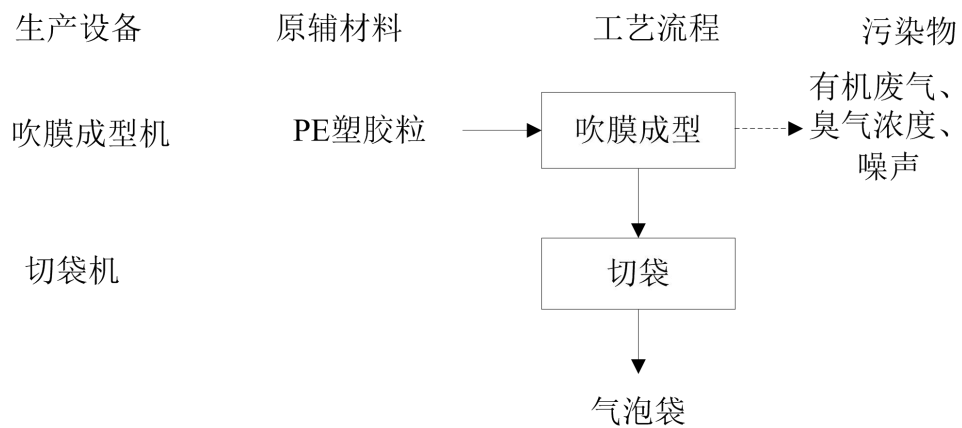 生产设备 原辅材料 工艺流程 污染物
吹膜成型机 PE塑胶粒 吹膜成型 有机废气、
臭气浓度、
噪声
切袋机 切袋
气泡袋